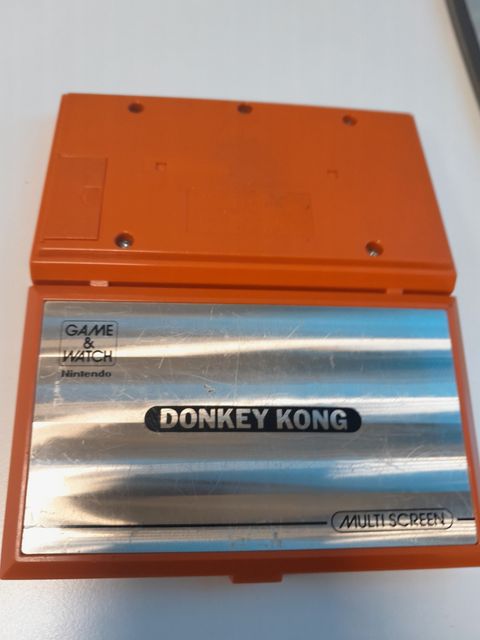 GAME
&
WATCH
Nintendo
DONKEY KONG
MULTI SCREEN